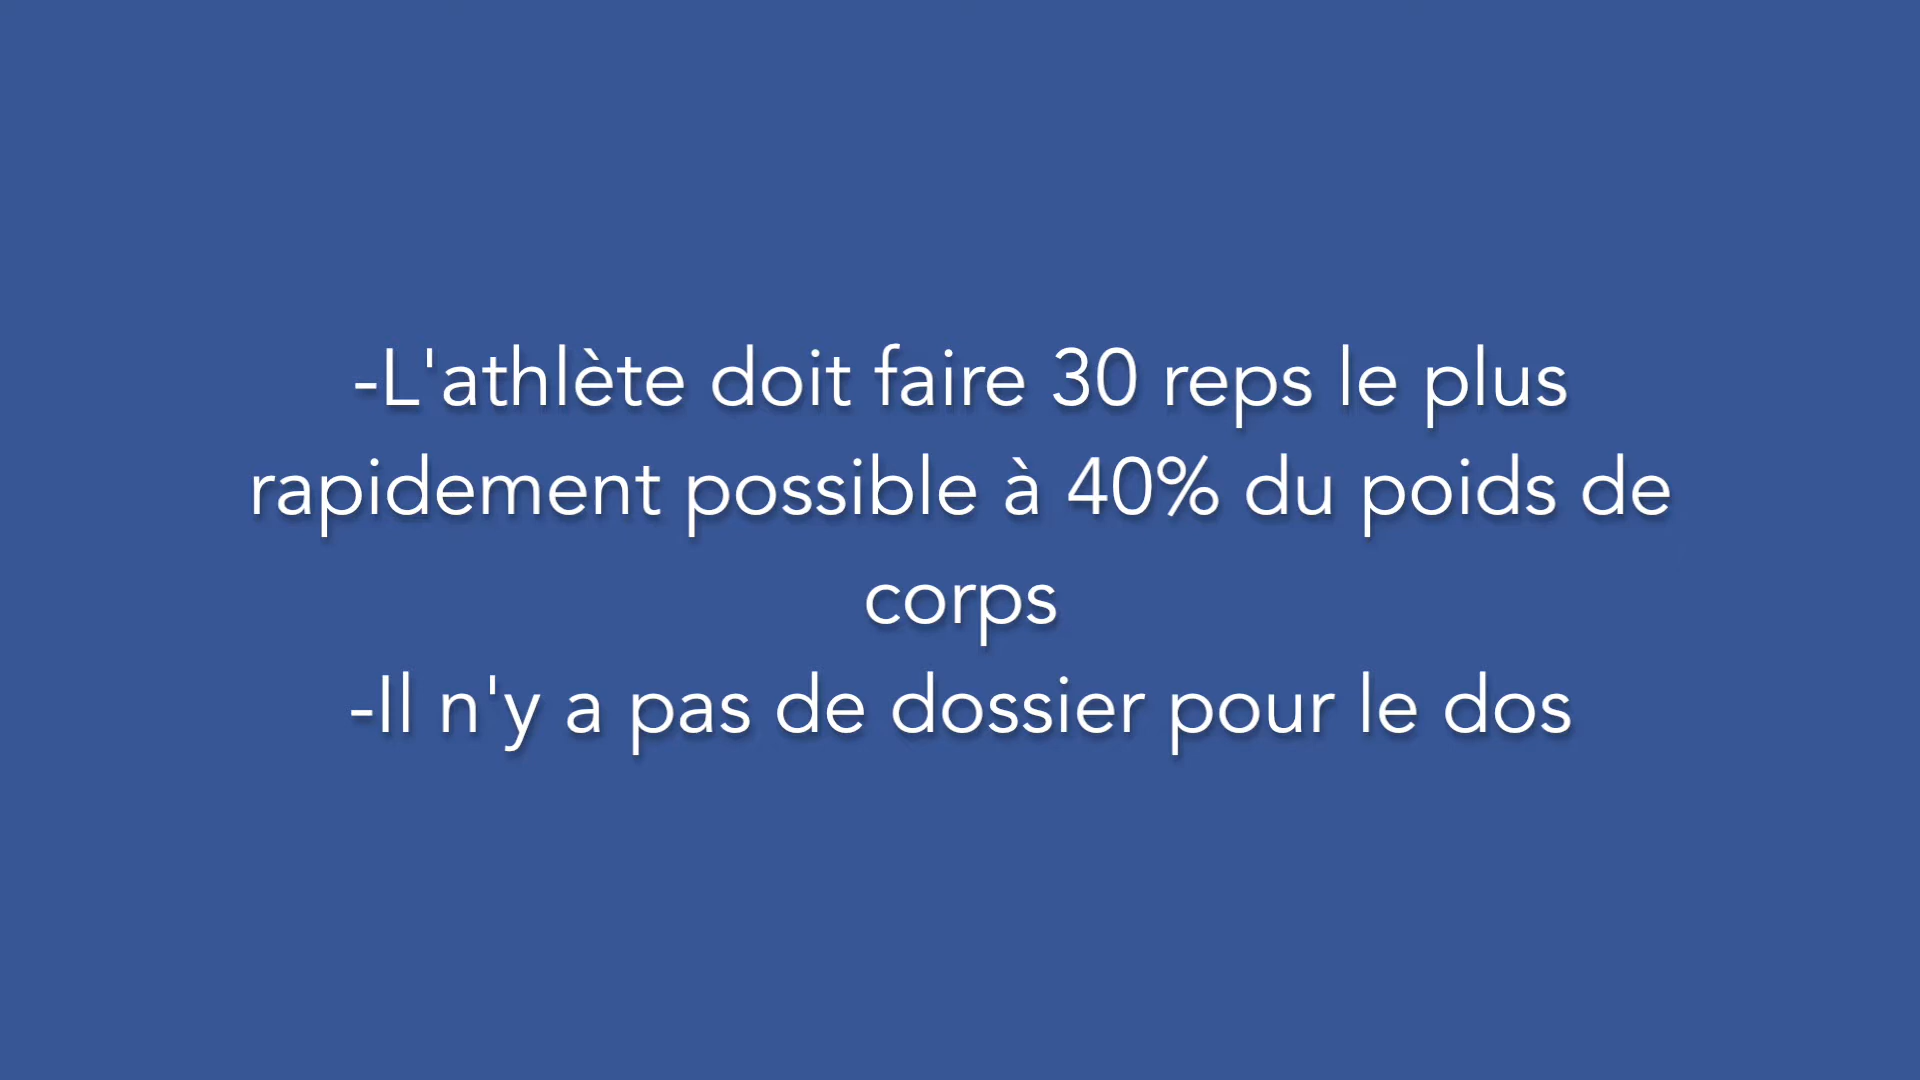 -L'athlète doit faire 30 reps le plus
rapidement possible à 40% du poids de
corps
-Il n'y a pas de dossier pour le dos